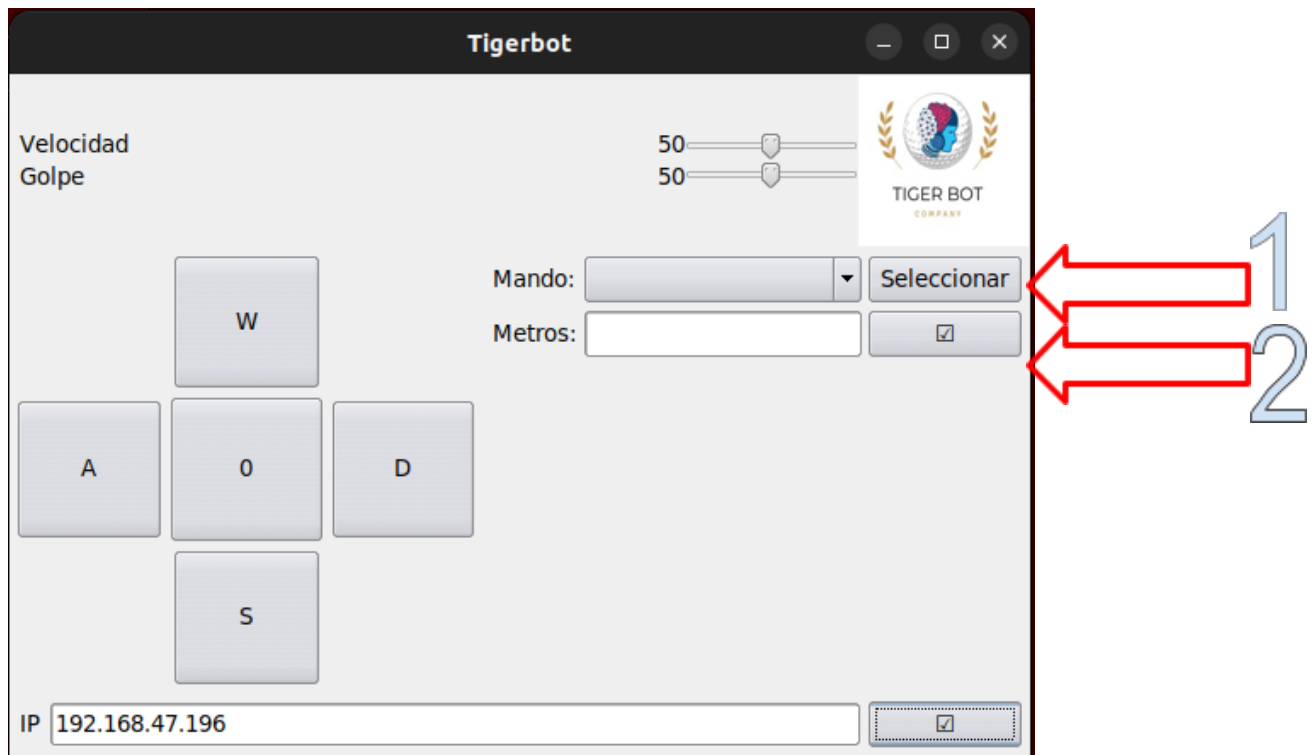 Tigerbot
Velocidad 50
Golpe 50
TIGER BOT
COMPANY
Mando: Seleccionar
1
W
Metros: ☑
2
A 0 D
S
IP 192.168.47.196 ☑